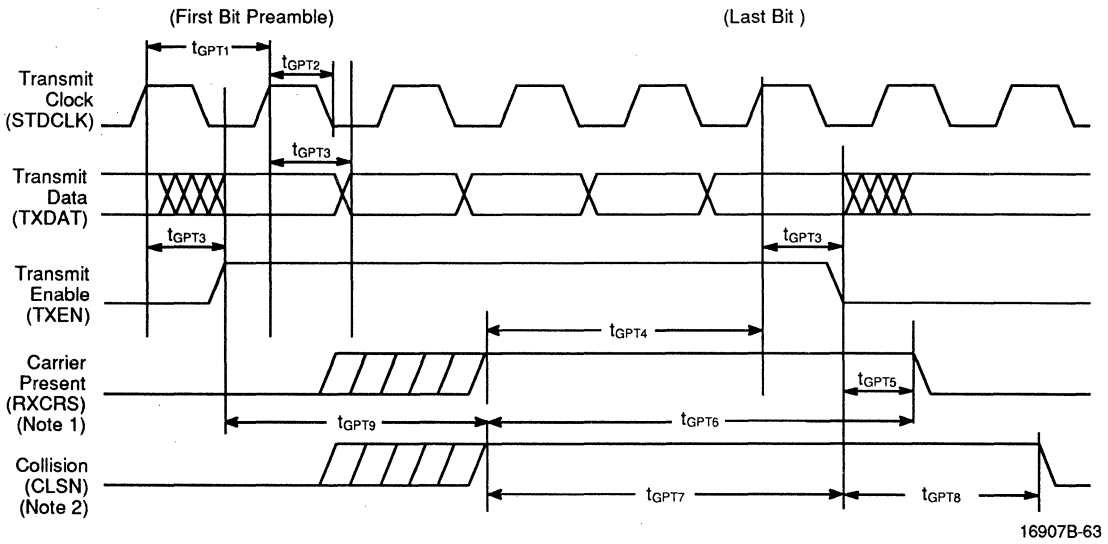 (First Bit Preamble)
(Last Bit )
tGPT1
tGPT2
Transmit
Clock
(STDCLK)
tGPT3
Transmit
Data
(TXDAT)
tGPT3
tGPT3
Transmit
Enable
(TXEN)
tGPT4
Carrier
Present
(RXCRS)
(Note 1)
tGPT5
tGPT9
tGPT6
Collision
(CLSN)
(Note 2)
tGPT7
tGPT8
16907B-63